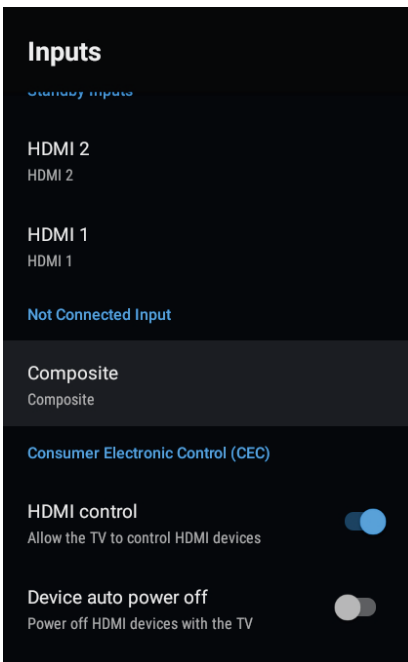 Inputs
Standby Inputs
HDMI 2
HDMI 2
HDMI 1
HDMI 1
Not Connected Input
Composite
Composite
Consumer Electronic Control (CEC)
HDMI control
Allow the TV to control HDMI devices
Device auto power off
Power off HDMI devices with the TV